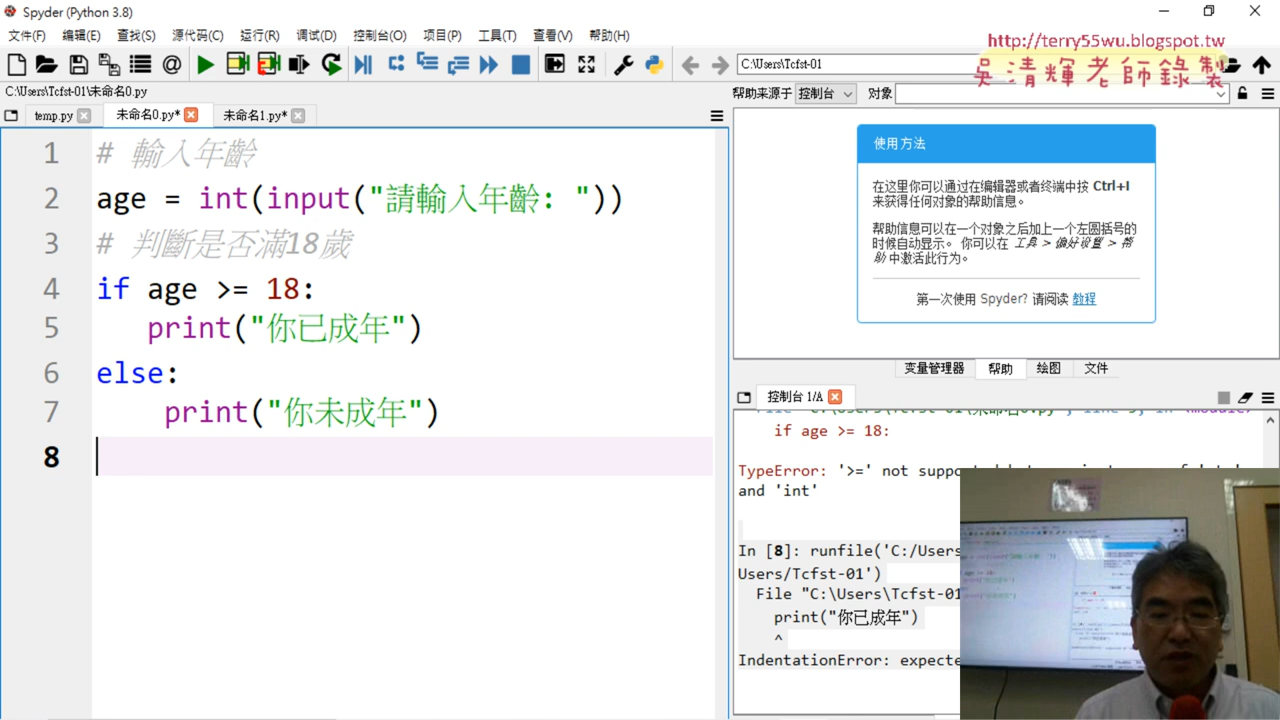 Spyder (Python 3.8)
文件(F) 编辑(E) 查找(S) 源代码(C) 运行(R) 调试(D) 控制台(O) 项目(P) 工具(T) 查看(V) 帮助(H)
http://terry55wu.blogspot.tw
吳清輝老師錄製
C:\Users\Tcfst-01
C:\Users\Tcfst-01\未命名0.py
帮助来源于 控制台 对象
temp.py 未命名0.py* 未命名1.py*
1 # 輸入年齡
2 age = int(input("請輸入年齡: "))
3 # 判斷是否滿18歲
4 if age >= 18:
5 print("你已成年")
6 else:
7 print("你未成年")
8
使用方法
在这里你可以通过在编辑器或者终端中按 Ctrl+I
来获得任何对象的帮助信息。
帮助信息可以在一个对象之后加上一个左圆括号的
时候自动显示。 你可以在 工具 > 偏好设置 > 帮
助 中激活此行为。
第一次使用 Spyder? 请阅读 教程
变量管理器 帮助 绘图 文件
控制台 1/A
if age >= 18:
TypeError: '>=' not
and 'int'
In [8]: runfile('C:/Users
Users/Tcfst-01')
File "C:\Users\Tcfst-01
print("你已成年")
^
IndentationError: expecte